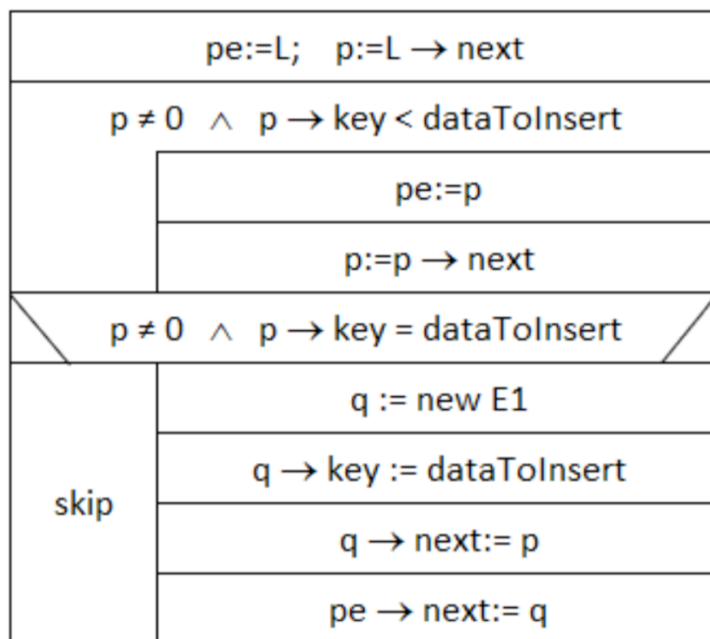 pe:=L; p:=L → next
p ≠ 0 ∧ p → key < dataToInsert
pe:=p
p:=p → next
p ≠ 0 ∧ p → key = dataToInsert
skip
q := new E1
q → key := dataToInsert
q → next:= p
pe → next:= q